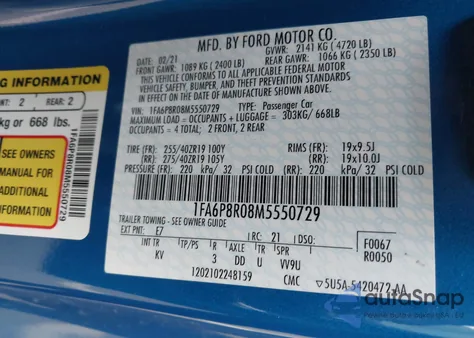 MFD. BY FORD MOTOR CO.
02/21 GVWR: 2141 KG ( 4720 LB)
FRONT GAWR: 1089 KG ( 2400 LB) REAR GAWR: 1066 KG ( 2350 LB)
THIS VEHICLE CONFORMS TO ALL APPLICABLE FEDERAL MOTOR
VEHICLE SAFETY, BUMPER, AND THEFT PREVENTION STANDARDS IN
EFFECT ON THE DATE OF MANUFACTURE SHOWN ABOVE.
VIN: 1FA6P8R08M5550729 TYPE: Passenger Car
MAXIMUM LOAD = OCCUPANTS + LUGGAGE = 303KG/ 668LB
OCCUPANTS = 4 TOTAL; 2 FRONT, 2 REAR
TIRE (FR): 255/40ZR19 100Y RIMS (FR): 19x9.5J
(RR): 275/40ZR19 105Y (RR): 19x10.0J
PRESSURE (FR): 220 kPa/ 32 PSI COLD (RR): 220 kPa/ 32 PSI COLD
1FA6P8R08M5550729
TRAILER TOWING - SEE OWNER GUIDE
EXT PNT: E7 RC: 21 DSO: F0067
INT TR TP/PS R AXLE TR R0050
KV 3 DD U VV9U
1202102248159 CMC 5U5A 5420472 AA
G INFORMATION
NT: 2 REAR: 2
kg or 668 lbs.
SEE OWNERS
MANUAL FOR
ADDITIONAL
INFORMATION
1FA6P8R08M5550729
autoSnap